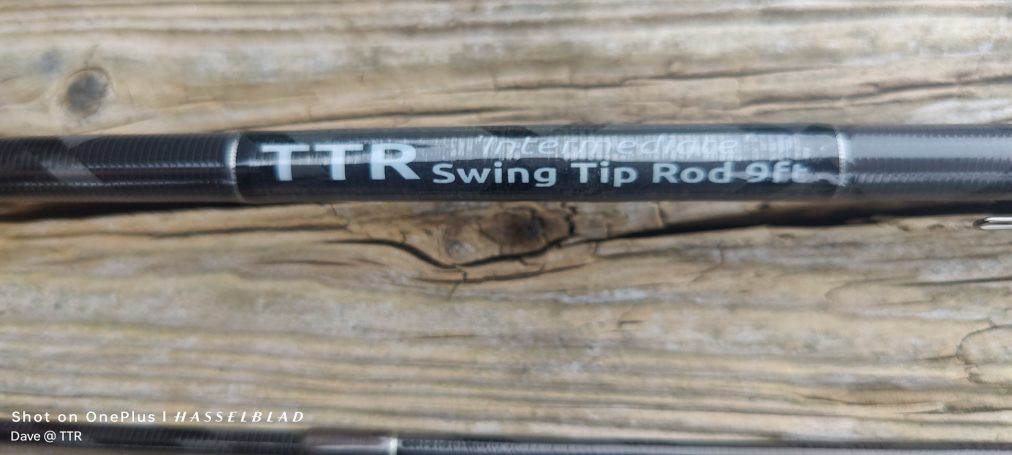 TTR Intermediate
Swing Tip Rod 9ft
Shot on OnePlus | HASSELBLAD
Dave @ TTR